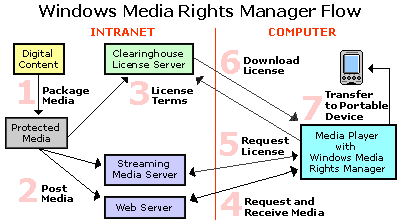 Windows Media Rights Manager Flow
INTRANET
COMPUTER
Digital
Content
Clearinghouse
License Server
6 Download
License
1 Package
Media
3 License
Terms
7 Transfer
to Portable
Device
Protected
Media
5 Request
License
Media Player
with
Windows Media
Rights Manager
Streaming
Media Server
2 Post
Media
Web Server
4 Request and
Receive Media